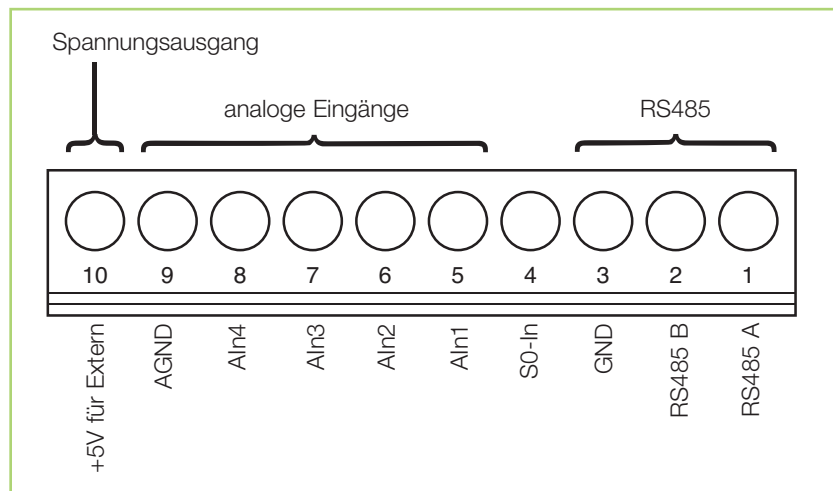 Spannungsausgang
analoge Eingänge
RS485
10 9 8 7 6 5 4 3 2 1
+5V für Extern
AGND
AIn4
AIn3
AIn2
AIn1
S0-In
GND
RS485 B
RS485 A